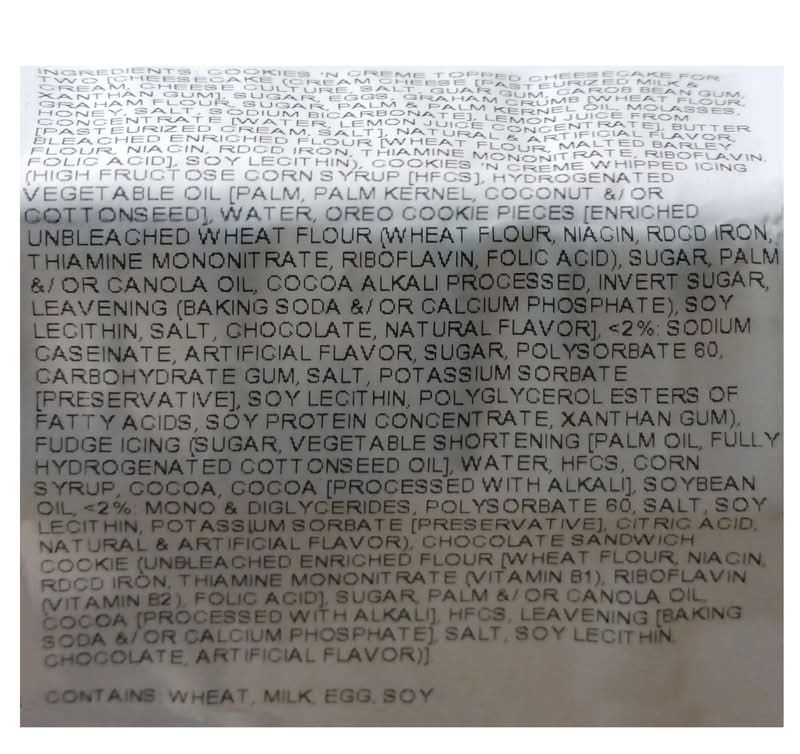 INGREDIENTS: COOKIES 'N CREME TOPPED CHEESECAKE FOR
TWO [CHEESECAKE (CREAM CHEESE [PASTEURIZED MILK &
CREAM, CHEESE CULTURE, SALT, GUAR GUM, CAROB BEAN GUM,
XANTHAN GUM], SUGAR, EGGS, GRAHAM CRUMB [WHEAT FLOUR,
GRAHAM FLOUR, SUGAR, PALM & PALM KERNEL OIL, MOLASSES,
HONEY, SALT, SODIUM BICARBONATE], LEMON JUICE FROM
CONCENTRATE [WATER, LEMON JUICE CONCENTRATE], BUTTER
[PASTEURIZED CREAM, SALT], NATURAL & ARTIFICIAL FLAVOR,
BLEACHED ENRICHED FLOUR [WHEAT FLOUR, MALTED BARLEY
FLOUR, NIACIN, RDCD IRON, THIAMINE MONONITRATE, RIBOFLAVIN,
FOLIC ACID], SOY LECITHIN), COOKIES 'N CREME WHIPPED ICING
(HIGH FRUCTOSE CORN SYRUP [HFCS], HYDROGENATED
VEGETABLE OIL [PALM, PALM KERNEL, COCONUT &/OR
COTTONSEED], WATER, OREO COOKIE PIECES [ENRICHED
UNBLEACHED WHEAT FLOUR (WHEAT FLOUR, NIACIN, RDCD IRON,
THIAMINE MONONITRATE, RIBOFLAVIN, FOLIC ACID), SUGAR, PALM
&/OR CANOLA OIL, COCOA ALKALI PROCESSED, INVERT SUGAR,
LEAVENING (BAKING SODA &/OR CALCIUM PHOSPHATE), SOY
LECITHIN, SALT, CHOCOLATE, NATURAL FLAVOR], <2%: SODIUM
CASEINATE, ARTIFICIAL FLAVOR, SUGAR, POLYSORBATE 60,
CARBOHYDRATE GUM, SALT, POTASSIUM SORBATE
[PRESERVATIVE], SOY LECITHIN, POLYGLYCEROL ESTERS OF
FATTY ACIDS, SOY PROTEIN CONCENTRATE, XANTHAN GUM),
FUDGE ICING (SUGAR, VEGETABLE SHORTENING [PALM OIL, FULLY
HYDROGENATED COTTONSEED OIL], WATER, HFCS, CORN
SYRUP, COCOA, COCOA [PROCESSED WITH ALKALI], SOYBEAN
OIL, <2%: MONO & DIGLYCERIDES, POLYSORBATE 60, SALT, SOY
LECITHIN, POTASSIUM SORBATE [PRESERVATIVE], CITRIC ACID,
NATURAL & ARTIFICIAL FLAVOR), CHOCOLATE SANDWICH
COOKIE (UNBLEACHED ENRICHED FLOUR [WHEAT FLOUR, NIACIN,
RDCD IRON, THIAMINE MONONITRATE (VITAMIN B1), RIBOFLAVIN
(VITAMIN B2), FOLIC ACID], SUGAR, PALM &/OR CANOLA OIL,
COCOA [PROCESSED WITH ALKALI], HFCS, LEAVENING [BAKING
SODA &/OR CALCIUM PHOSPHATE], SALT, SOY LECITHIN,
CHOCOLATE, ARTIFICIAL FLAVOR)]
CONTAINS: WHEAT, MILK, EGG, SOY